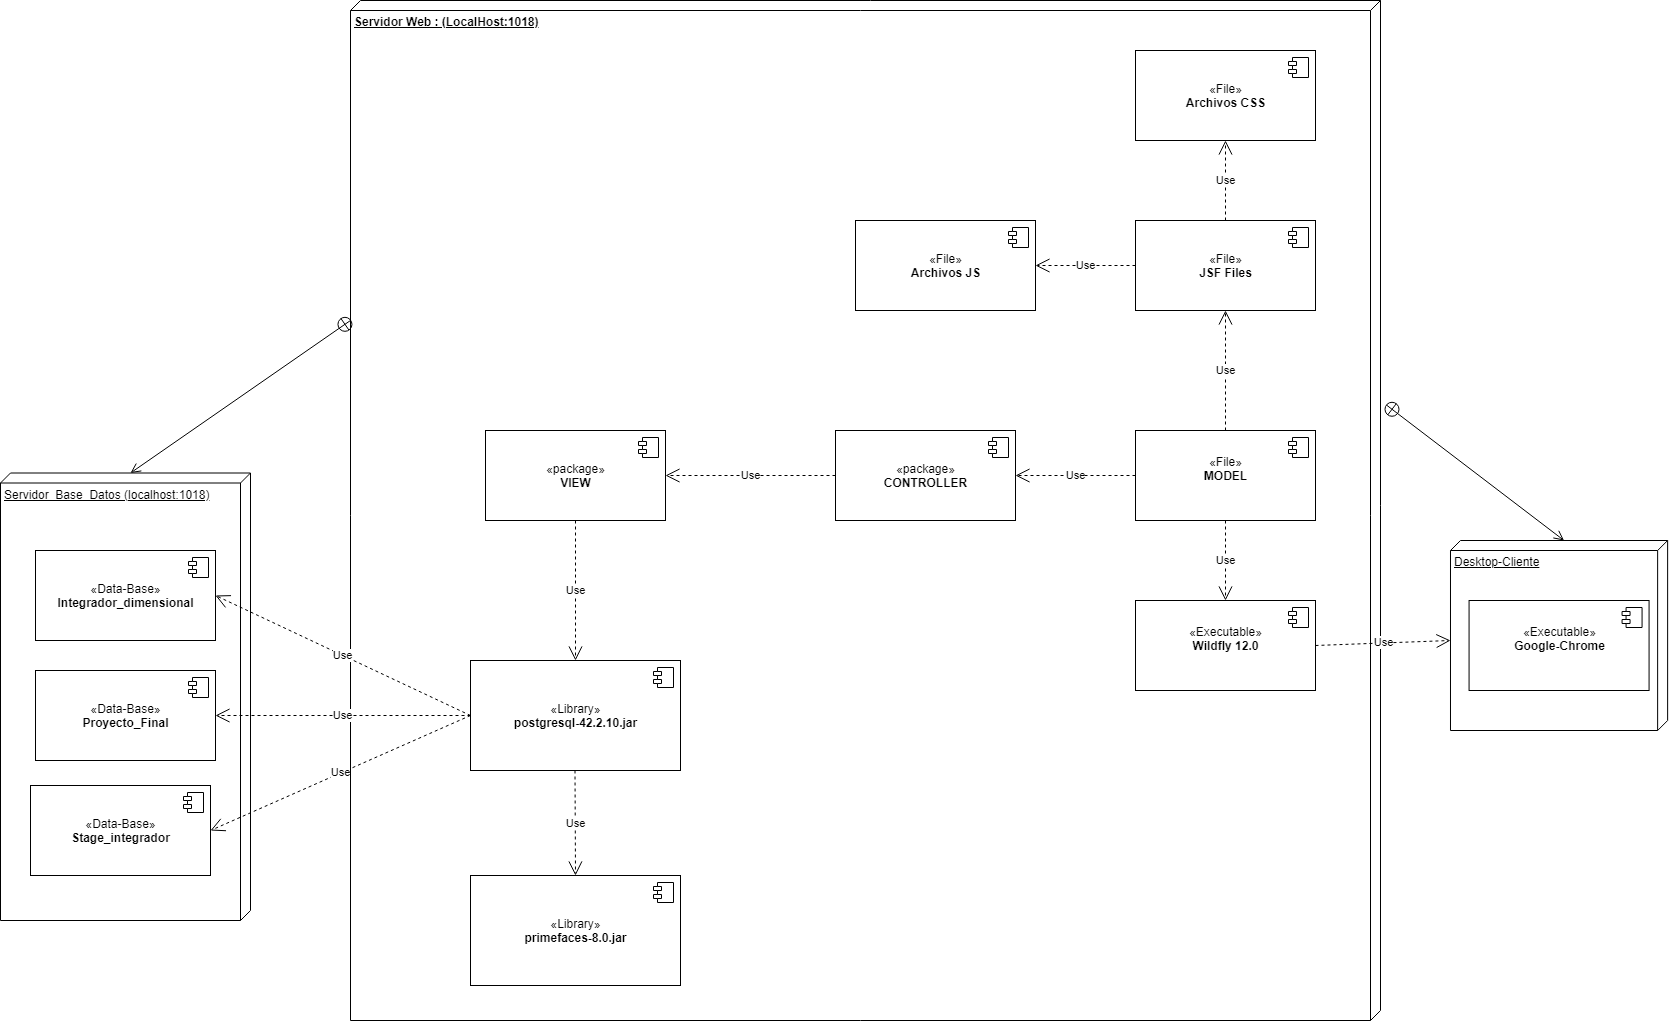 Servidor Web : (LocalHost:1018)
«File»
Archivos CSS
Use
«File»
Archivos JS
Use
«File»
JSF Files
Use
«package»
VIEW
Use
«package»
CONTROLLER
Use
«File»
MODEL
Servidor_Base_Datos (localhost:1018)
Use
Use
Desktop-Cliente
«Data-Base»
Integrador_dimensional
«Executable»
Wildfly 12.0
Use
«Executable»
Google-Chrome
Use
«Data-Base»
Proyecto_Final
Use
«Library»
postgresql-42.2.10.jar
Use
«Data-Base»
Stage_integrador
Use
«Library»
primefaces-8.0.jar